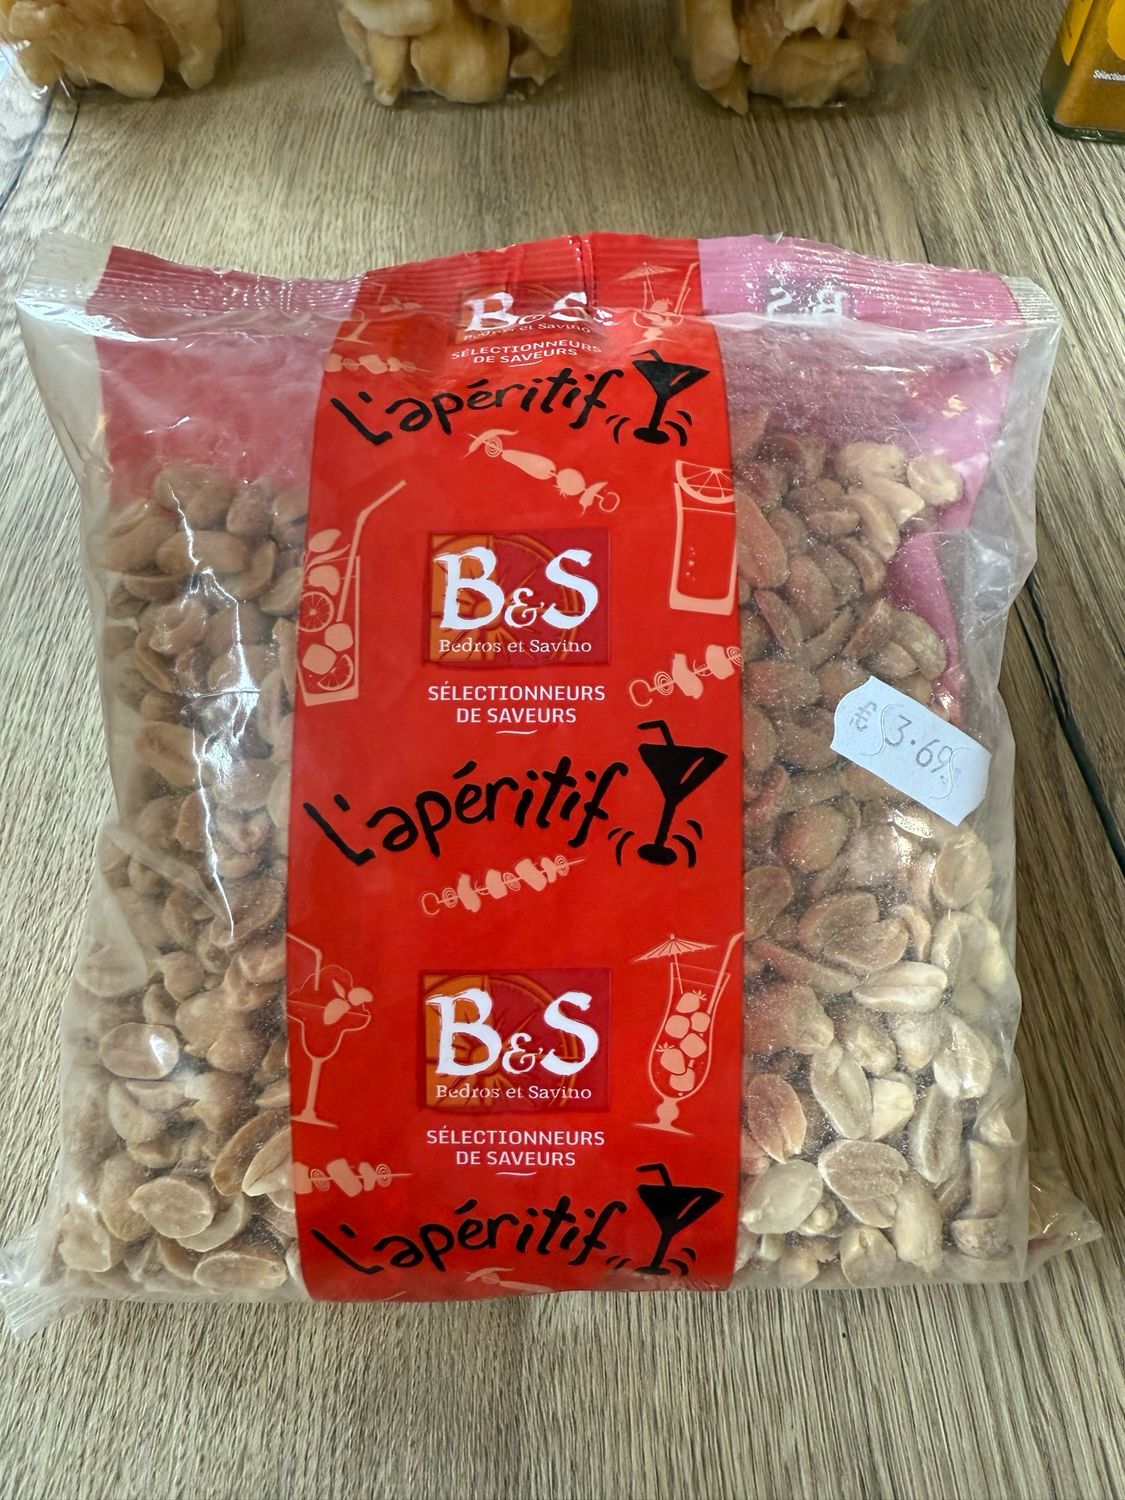 Sélection
B&S
B&S
Bedros et Savino
SÉLECTIONNEURS
DE SAVEURS
L'apéritif
B&S
Bedros et Savino
SÉLECTIONNEURS
DE SAVEURS
3.69
L'apéritif
B&S
Bedros et Savino
SÉLECTIONNEURS
DE SAVEURS
L'apéritif